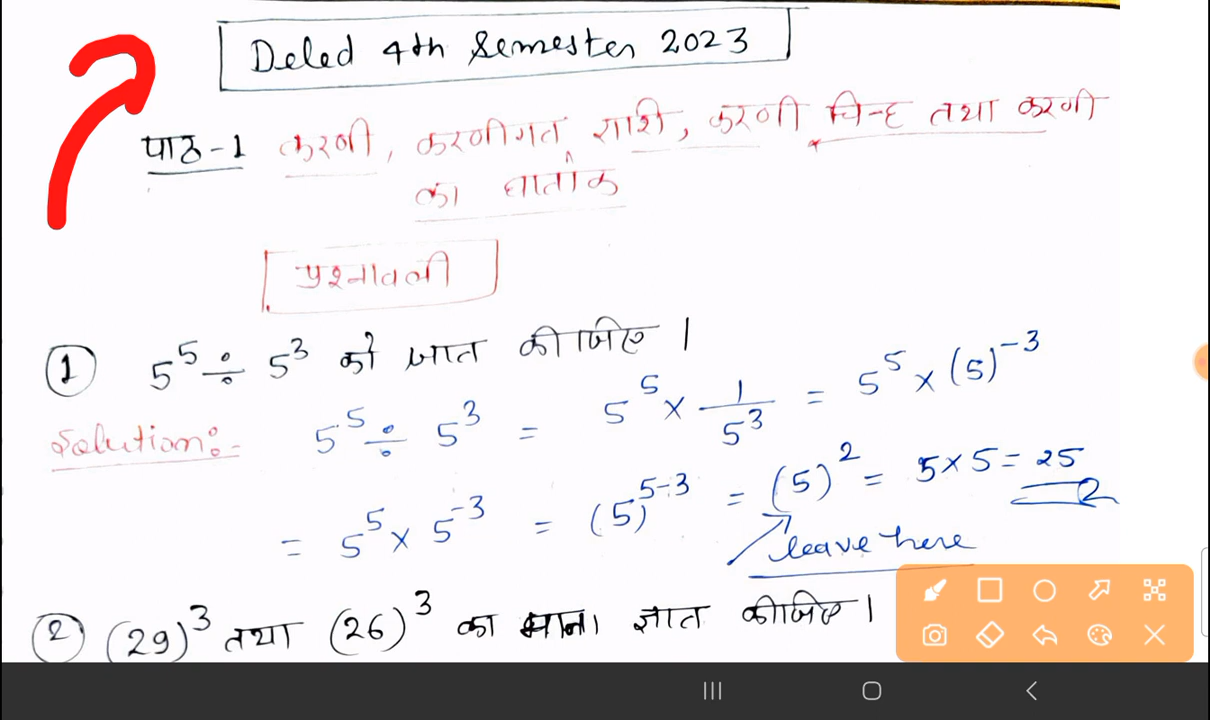 Deled 4th Semester 2023
पाठ-1 करणी, करणीगत राशि, करणी चिन्ह तथा करणी
का घातांक
प्रश्नावली
① 5⁵ ÷ 5³ को ज्ञात कीजिए ।
Solution:- 5⁵ ÷ 5³ = 5⁵ × 1/5³ = 5⁵ × (5)⁻³
= 5⁵ × 5⁻³ = (5)⁵⁻³ = (5)² = 5×5 = 25
leave here
② (29)³ तथा (26)³ का मान। ज्ञात कीजिए ।